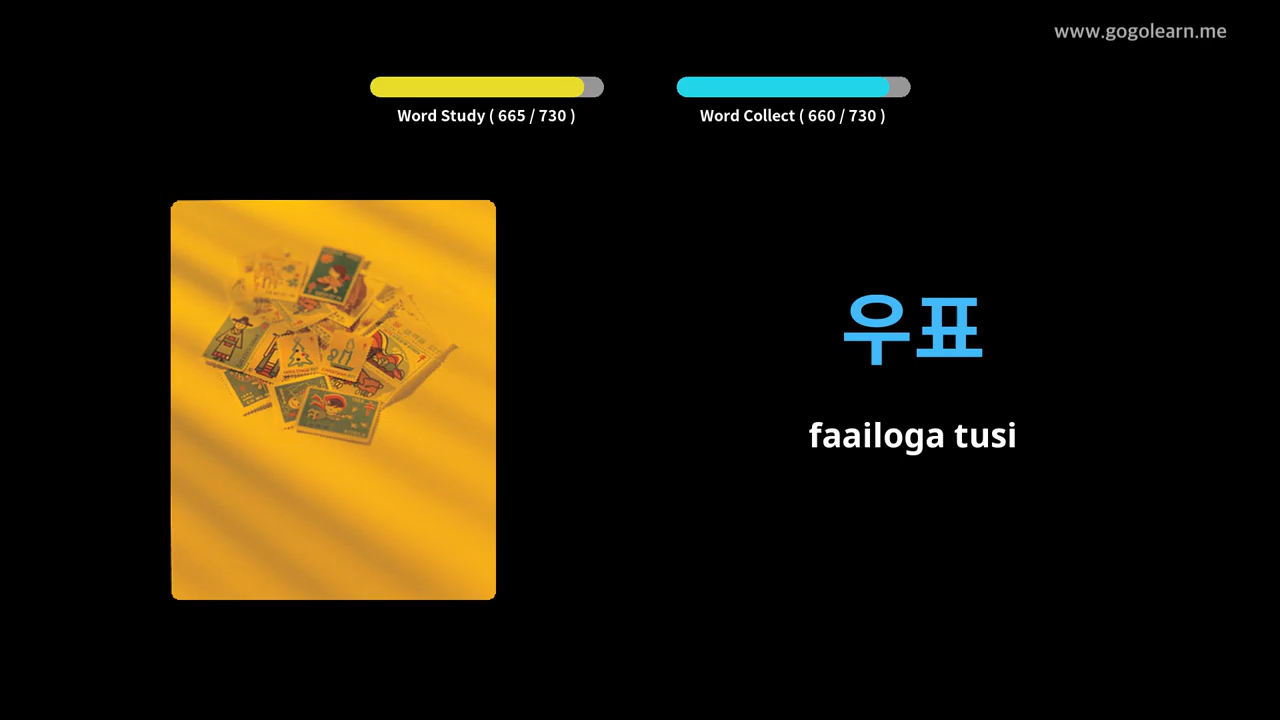 www.gogolearn.me
Word Study ( 665 / 730 )
Word Collect ( 660 / 730 )
우표
faailoga tusi